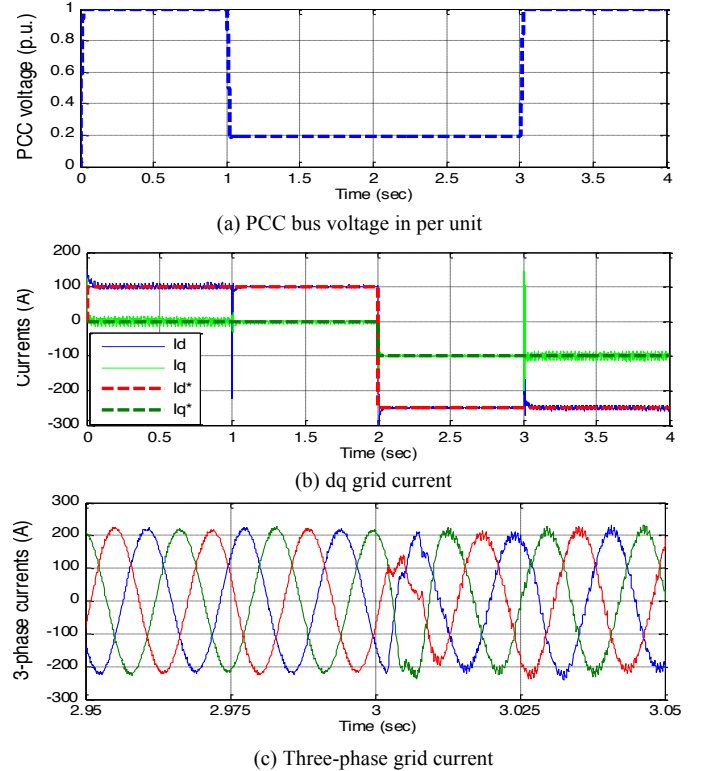 1
0.8
0.6
0.4
0.2
0
PCC voltage (p.u.)
0 0.5 1 1.5 2 2.5 3 3.5 4
Time (sec)
(a) PCC bus voltage in per unit
200
100
0
-100
-200
-300
Currents (A)
Id
Iq
Id*
Iq*
0 0.5 1 1.5 2 2.5 3 3.5 4
Time (sec)
(b) dq grid current
300
200
100
0
-100
-200
-300
3-phase currents (A)
2.95 2.975 3 3.025 3.05
Time (sec)
(c) Three-phase grid current